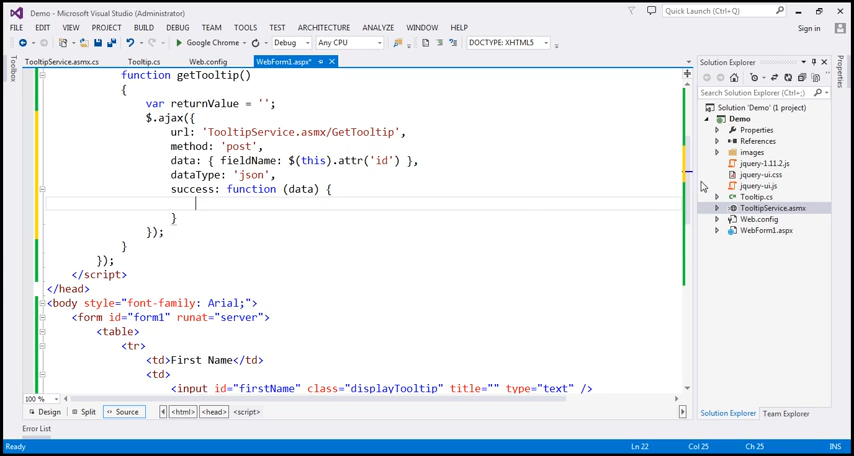 Demo - Microsoft Visual Studio (Administrator)
Quick Launch (Ctrl+Q)
FILE EDIT VIEW PROJECT BUILD DEBUG TEAM TOOLS TEST ARCHITECTURE ANALYZE WINDOW HELP
Sign in
Google Chrome Debug Any CPU DOCTYPE: XHTML5
Toolbox
TooltipService.asmx.cs Tooltip.cs Web.config WebForm1.aspx*
function getTooltip()
{
var returnValue = '';
$.ajax({
url: 'TooltipService.asmx/GetTooltip',
method: 'post',
data: { fieldName: $(this).attr('id') },
dataType: 'json',
success: function (data) {
}
});
}
});
</script>
</head>
<body style="font-family: Arial;">
<form id="form1" runat="server">
<table>
<tr>
<td>First Name</td>
<td>
<input id="firstName" class="displayTooltip" title="" type="text" />
100 %
Design Split Source <html> <head> <script>
Error List
Solution Explorer
Search Solution Explorer (Ctrl+;)
Solution 'Demo' (1 project)
Demo
Properties
References
images
jquery-1.11.2.js
jquery-ui.css
jquery-ui.js
Tooltip.cs
TooltipService.asmx
Web.config
WebForm1.aspx
Solution Explorer Team Explorer
Properties
Ready Ln 22 Col 25 Ch 25 INS